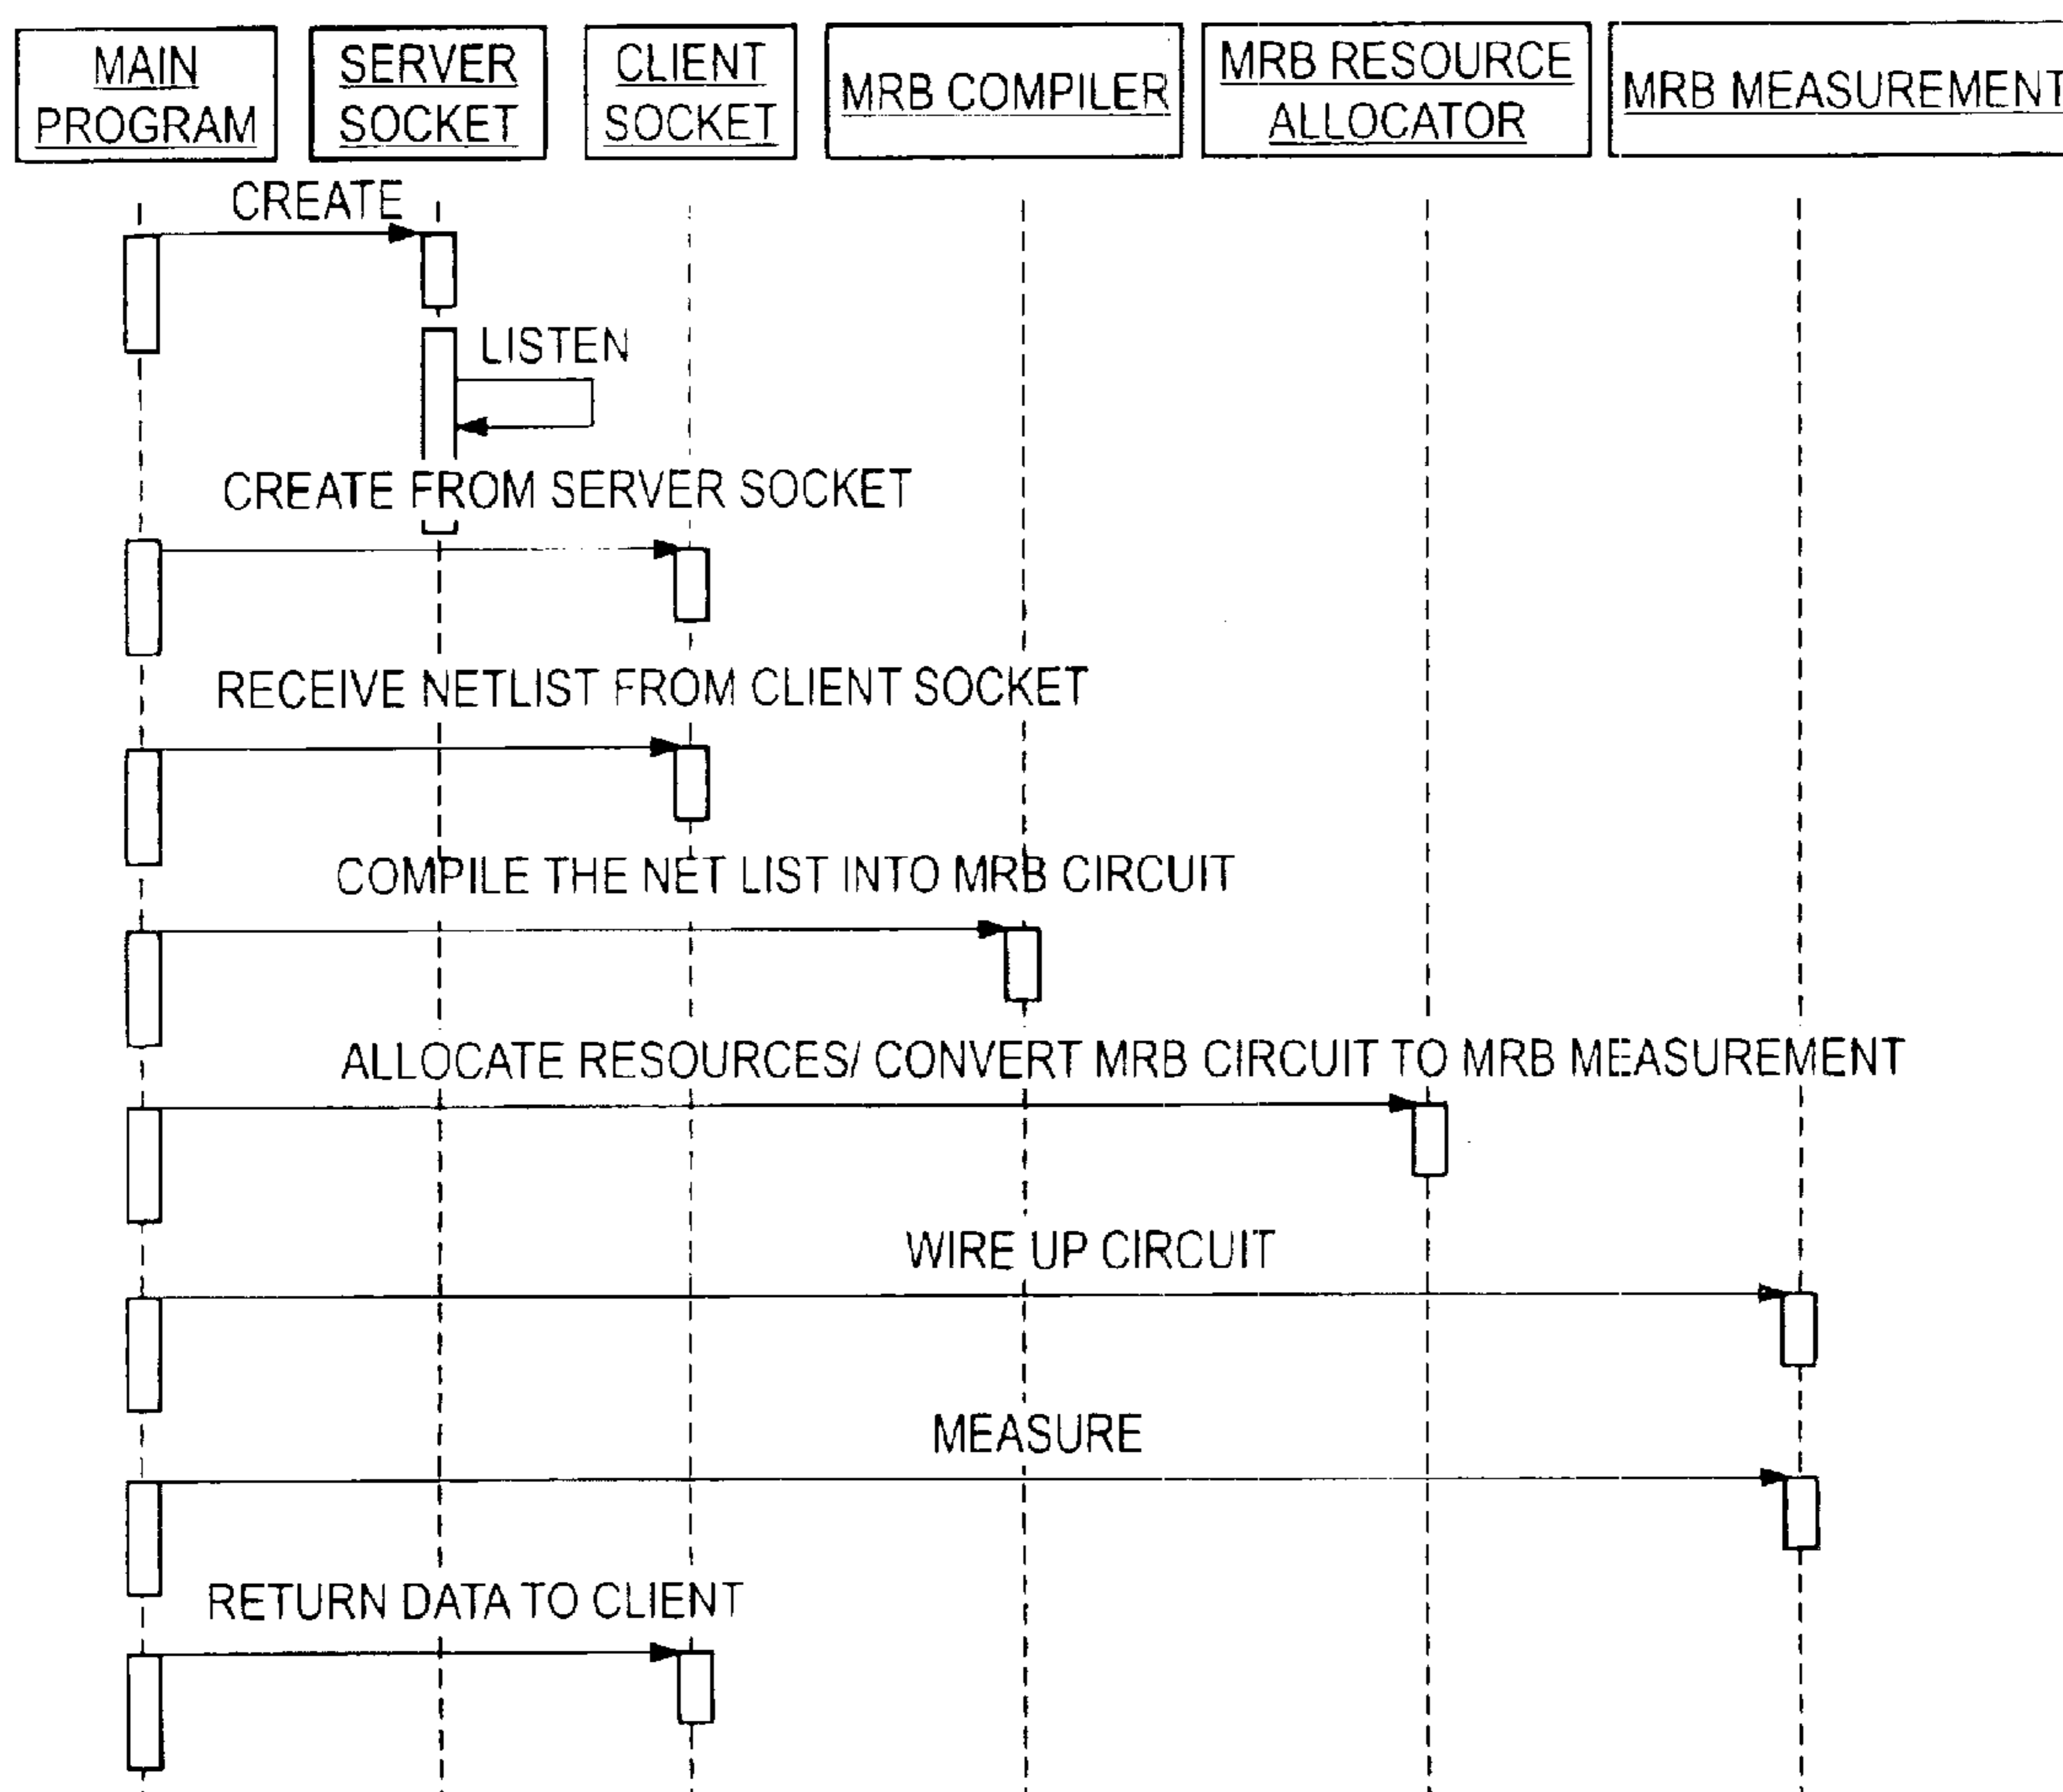 MAIN
PROGRAM
SERVER
SOCKET
CLIENT
SOCKET
MRB COMPILER
MRB RESOURCE
ALLOCATOR
MRB MEASUREMENT
CREATE
LISTEN
CREATE FROM SERVER SOCKET
RECEIVE NETLIST FROM CLIENT SOCKET
COMPILE THE NET LIST INTO MRB CIRCUIT
ALLOCATE RESOURCES/ CONVERT MRB CIRCUIT TO MRB MEASUREMENT
WIRE UP CIRCUIT
MEASURE
RETURN DATA TO CLIENT